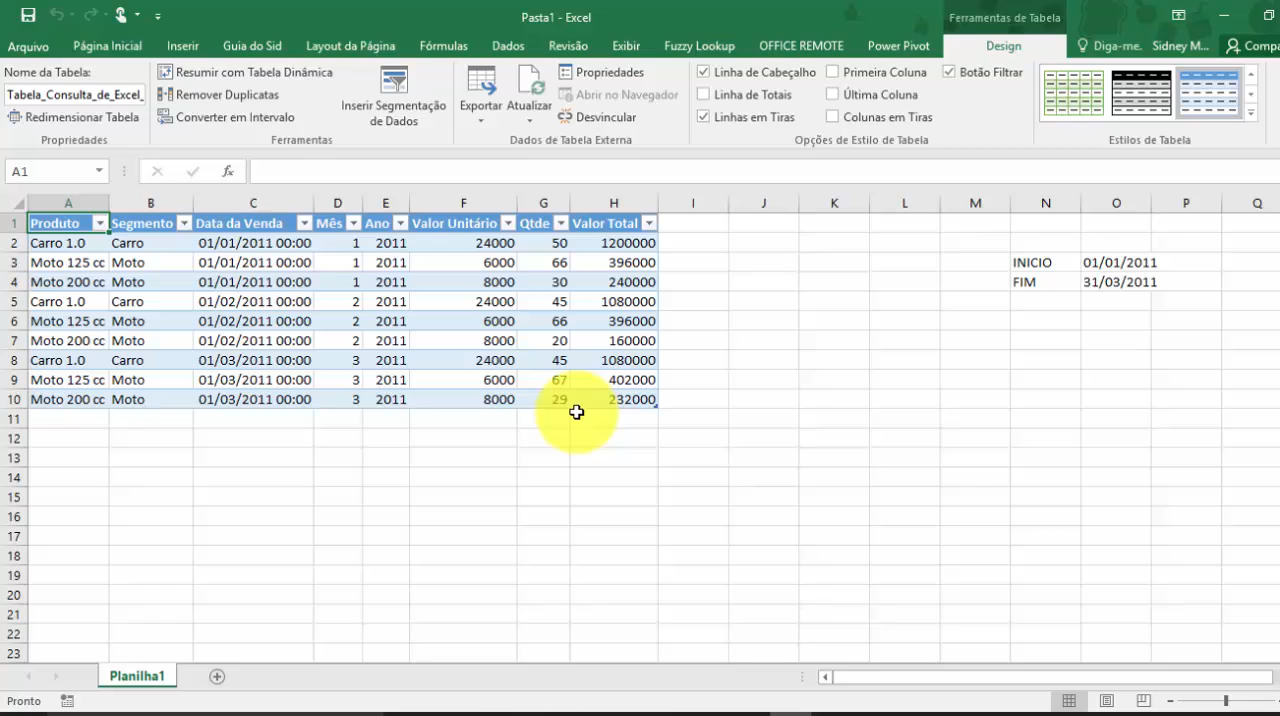 Pasta1 - Excel
Ferramentas de Tabela
Arquivo Página Inicial Inserir Guia do Sid Layout da Página Fórmulas Dados Revisão Exibir Fuzzy Lookup OFFICE REMOTE Power Pivot Design Diga-me. Sidney M... Compa
Nome da Tabela: Resumir com Tabela Dinâmica Propriedades Linha de Cabeçalho Primeira Coluna Botão Filtrar
Tabela_Consulta_de_Excel_ Remover Duplicatas Inserir Segmentação de Dados Exportar Atualizar Abrir no Navegador Linha de Totais Última Coluna
Redimensionar Tabela Converter em Intervalo Desvincular Linhas em Tiras Colunas em Tiras
Propriedades Ferramentas Dados de Tabela Externa Opções de Estilo de Tabela Estilos de Tabela
A1 fx
A B C D E F G H I J K L M N O P Q
1 Produto Segmento Data da Venda Mês Ano Valor Unitário Qtde Valor Total
2 Carro 1.0 Carro 01/01/2011 00:00 1 2011 24000 50 1200000
3 Moto 125 cc Moto 01/01/2011 00:00 1 2011 6000 66 396000 INICIO 01/01/2011
4 Moto 200 cc Moto 01/01/2011 00:00 1 2011 8000 30 240000 FIM 31/03/2011
5 Carro 1.0 Carro 01/02/2011 00:00 2 2011 24000 45 1080000
6 Moto 125 cc Moto 01/02/2011 00:00 2 2011 6000 66 396000
7 Moto 200 cc Moto 01/02/2011 00:00 2 2011 8000 20 160000
8 Carro 1.0 Carro 01/03/2011 00:00 3 2011 24000 45 1080000
9 Moto 125 cc Moto 01/03/2011 00:00 3 2011 6000 67 402000
10 Moto 200 cc Moto 01/03/2011 00:00 3 2011 8000 29 232000
11
12
13
14
15
16
17
18
19
20
21
22
23
Planilha1
Pronto